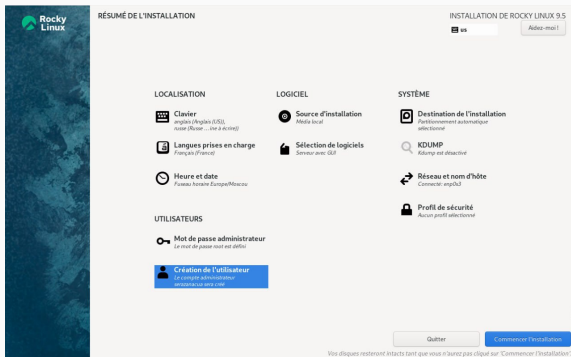 Rocky
Linux
RÉSUMÉ DE L'INSTALLATION
INSTALLATION DE ROCKY LINUX 9.5
us
Aidez-moi !
LOCALISATION
Clavier
anglais (Anglais (US)),
russe (Russe ...ine à écrire))
Langues prises en charge
Français (France)
Heure et date
Fuseau horaire Europe/Moscou
LOGICIEL
Source d'installation
Média local
Sélection de logiciels
Serveur avec GUI
SYSTÈME
Destination de l'installation
Partitionnement automatique
sélectionné
KDUMP
Kdump est désactivé
Réseau et nom d'hôte
Connecté: enp0s3
Profil de sécurité
Aucun profil sélectionné
UTILISATEURS
Mot de passe administrateur
Le mot de passe root est défini
Création de l'utilisateur
Le compte administrateur
sera créé
Quitter
Commencer l'installation
Vos disques resteront intacts tant que vous n'aurez pas cliqué sur 'Commencer l'installation'.